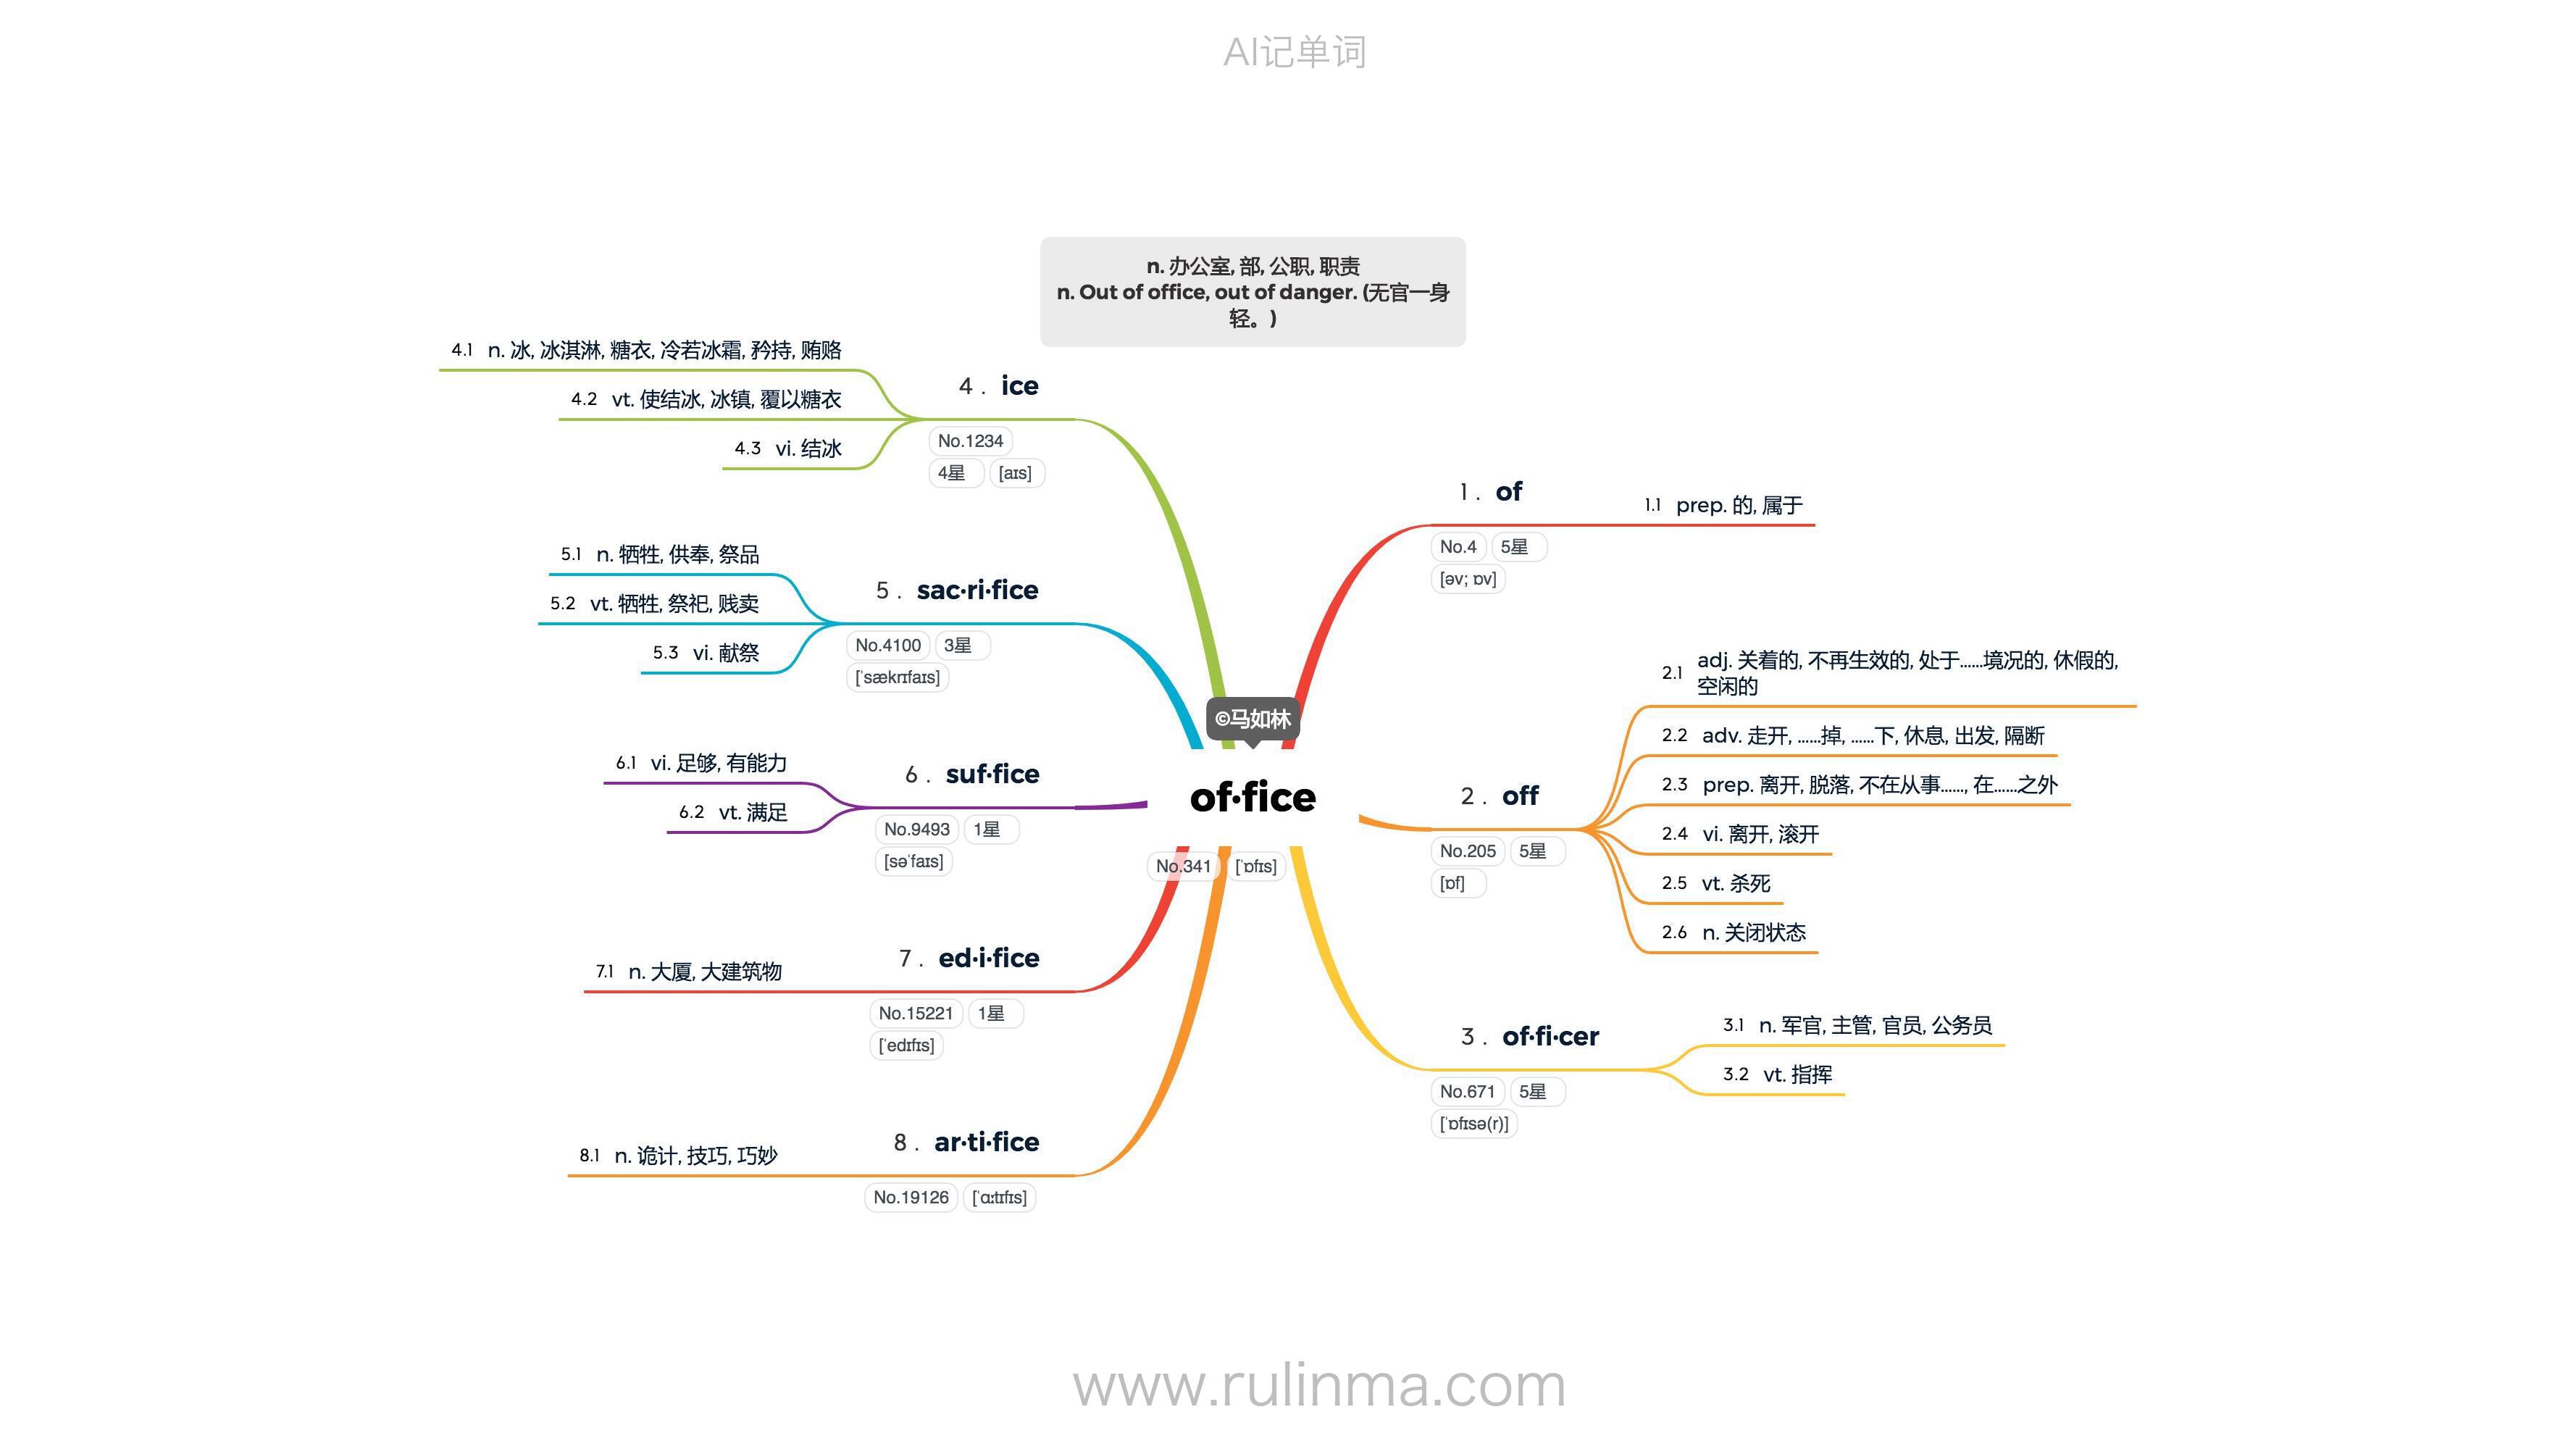 AI记单词
n. 办公室, 部, 公职, 职责
n. Out of office, out of danger. (无官一身
轻。)
©马如林
of·fice
No.341 [ˈɒfɪs]
1 . of
No.4 5星
[əv; ɒv]
1.1 prep. 的, 属于
2 . off
No.205 5星
[ɒf]
2.1 adj. 关着的, 不再生效的, 处于……境况的, 休假的,
空闲的
2.2 adv. 走开, ……掉, ……下, 休息, 出发, 隔断
2.3 prep. 离开, 脱落, 不在从事……, 在……之外
2.4 vi. 离开, 滚开
2.5 vt. 杀死
2.6 n. 关闭状态
3 . of·fi·cer
No.671 5星
[ˈɒfɪsə(r)]
3.1 n. 军官, 主管, 官员, 公务员
3.2 vt. 指挥
4 . ice
No.1234
4星 [aɪs]
4.1 n. 冰, 冰淇淋, 糖衣, 冷若冰霜, 矜持, 贿赂
4.2 vt. 使结冰, 冰镇, 覆以糖衣
4.3 vi. 结冰
5 . sac·ri·fice
No.4100 3星
[ˈsækrɪfaɪs]
5.1 n. 牺牲, 供奉, 祭品
5.2 vt. 牺牲, 祭祀, 贱卖
5.3 vi. 献祭
6 . suf·fice
No.9493 1星
[səˈfaɪs]
6.1 vi. 足够, 有能力
6.2 vt. 满足
7 . ed·i·fice
No.15221 1星
[ˈedɪfɪs]
7.1 n. 大厦, 大建筑物
8 . ar·ti·fice
No.19126 [ˈɑːtɪfɪs]
8.1 n. 诡计, 技巧, 巧妙
www.rulinma.com